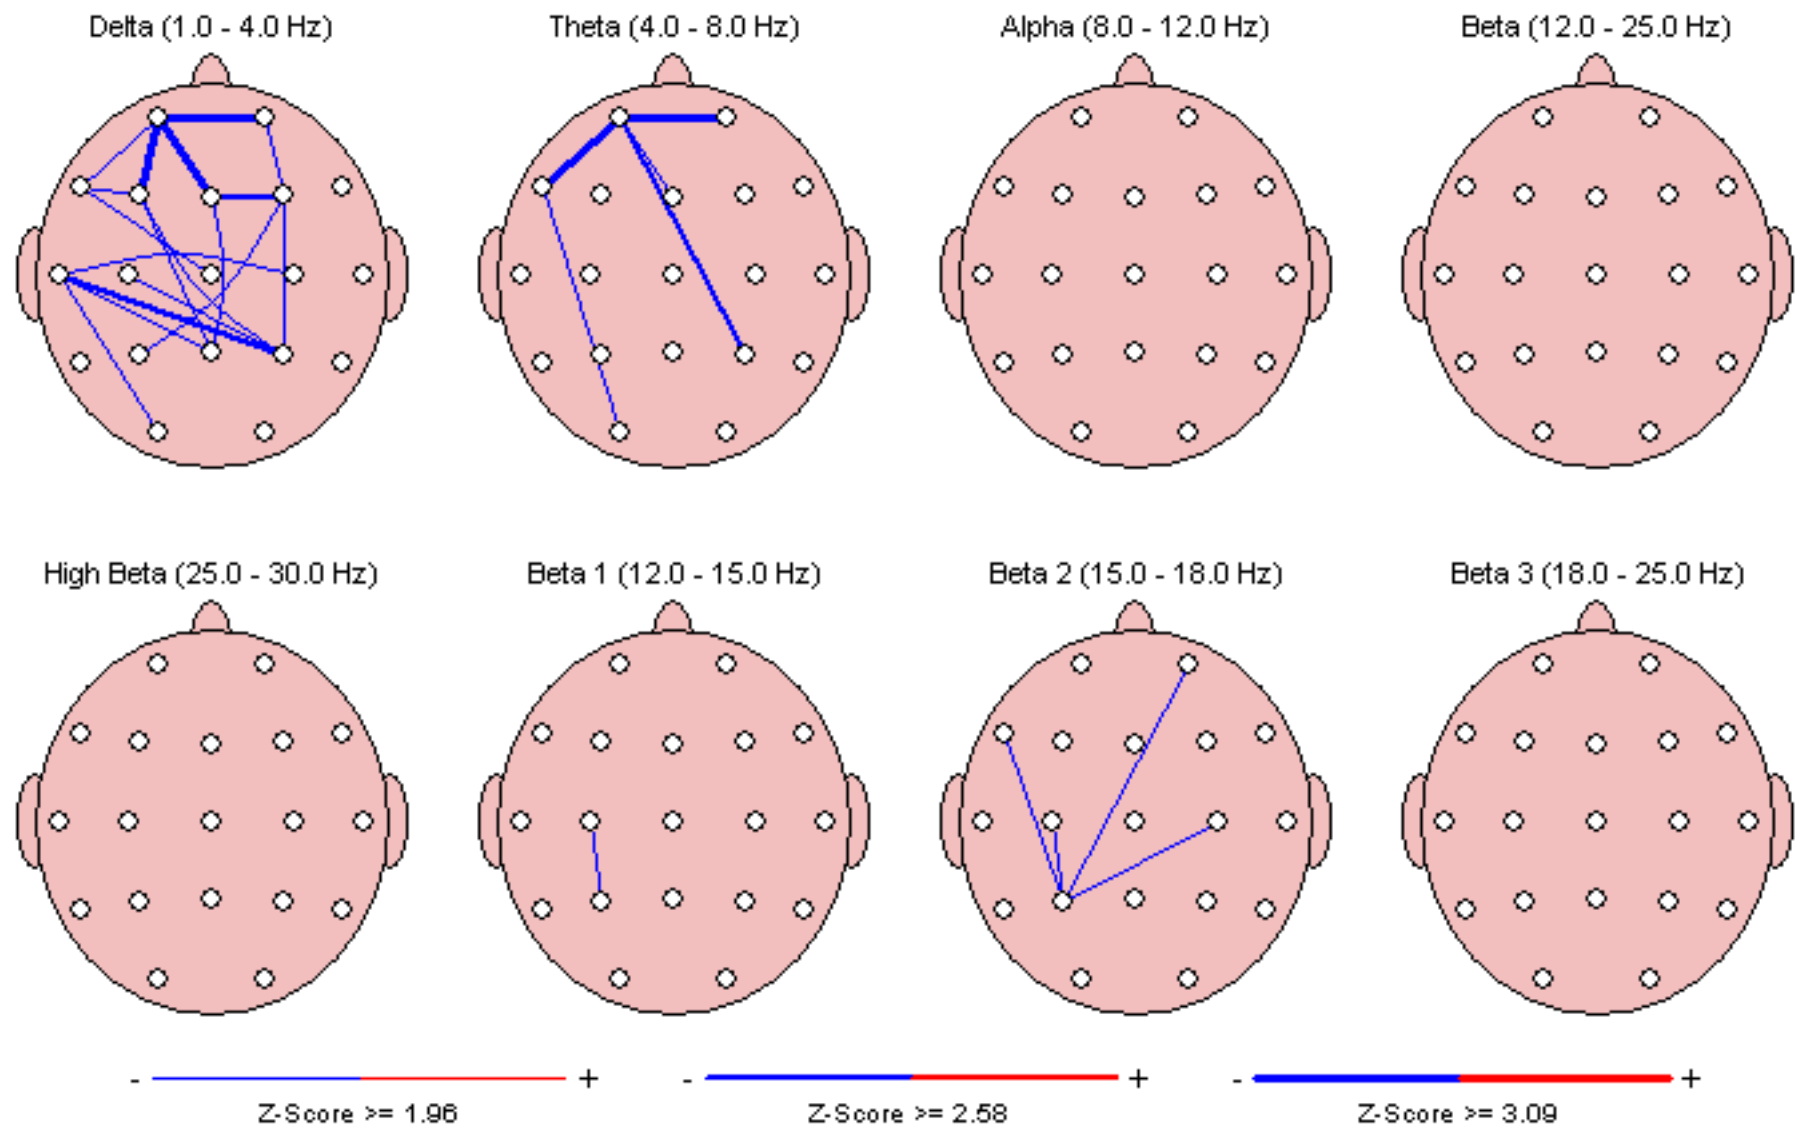 Delta (1.0 - 4.0 Hz) Theta (4.0 - 8.0 Hz) Alpha (8.0 - 12.0 Hz) Beta (12.0 - 25.0 Hz)
High Beta (25.0 - 30.0 Hz) Beta 1 (12.0 - 15.0 Hz) Beta 2 (15.0 - 18.0 Hz) Beta 3 (18.0 - 25.0 Hz)
- + - + - +
Z-Score >= 1.96 Z-Score >= 2.58 Z-Score >= 3.09